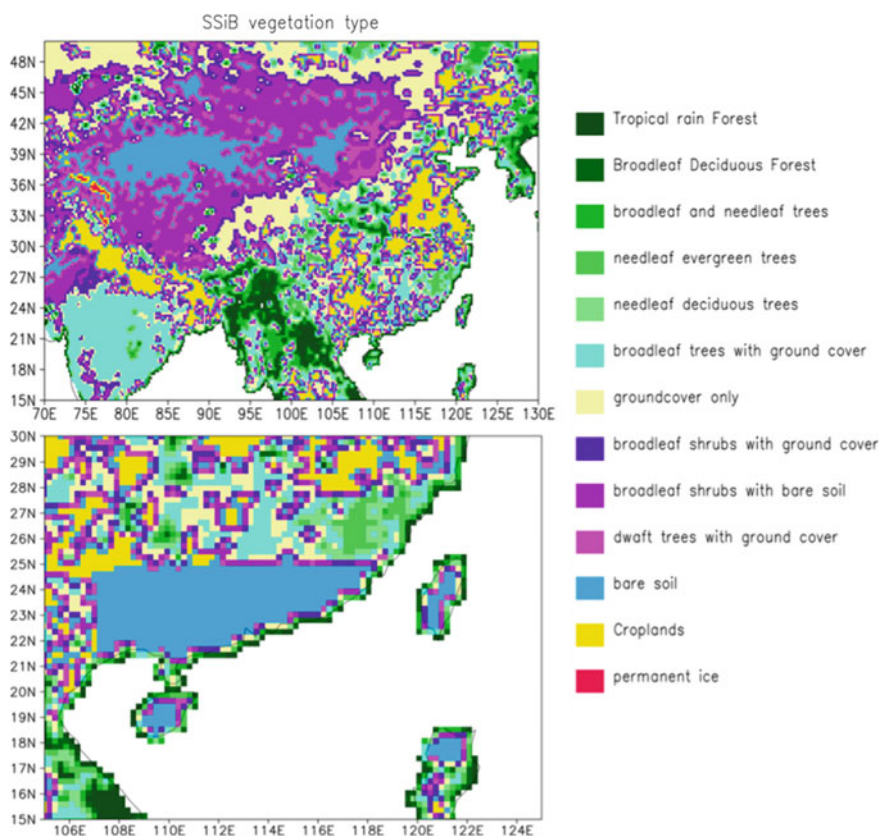 SSiB vegetation type
48N
45N
42N
39N
36N
33N
30N
27N
24N
21N
18N
15N
70E 75E 80E 85E 90E 95E 100E 105E 110E 115E 120E 125E 130E
Tropical rain Forest
Broadleaf Deciduous Forest
broadleaf and needleaf trees
needleaf evergreen trees
needleaf deciduous trees
broadleaf trees with ground cover
groundcover only
broadleaf shrubs with ground cover
broadleaf shrubs with bare soil
dwaft trees with ground cover
bare soil
Croplands
permanent ice
30N
29N
28N
27N
26N
25N
24N
23N
22N
21N
20N
19N
18N
17N
16N
15N
106E 108E 110E 112E 114E 116E 118E 120E 122E 124E